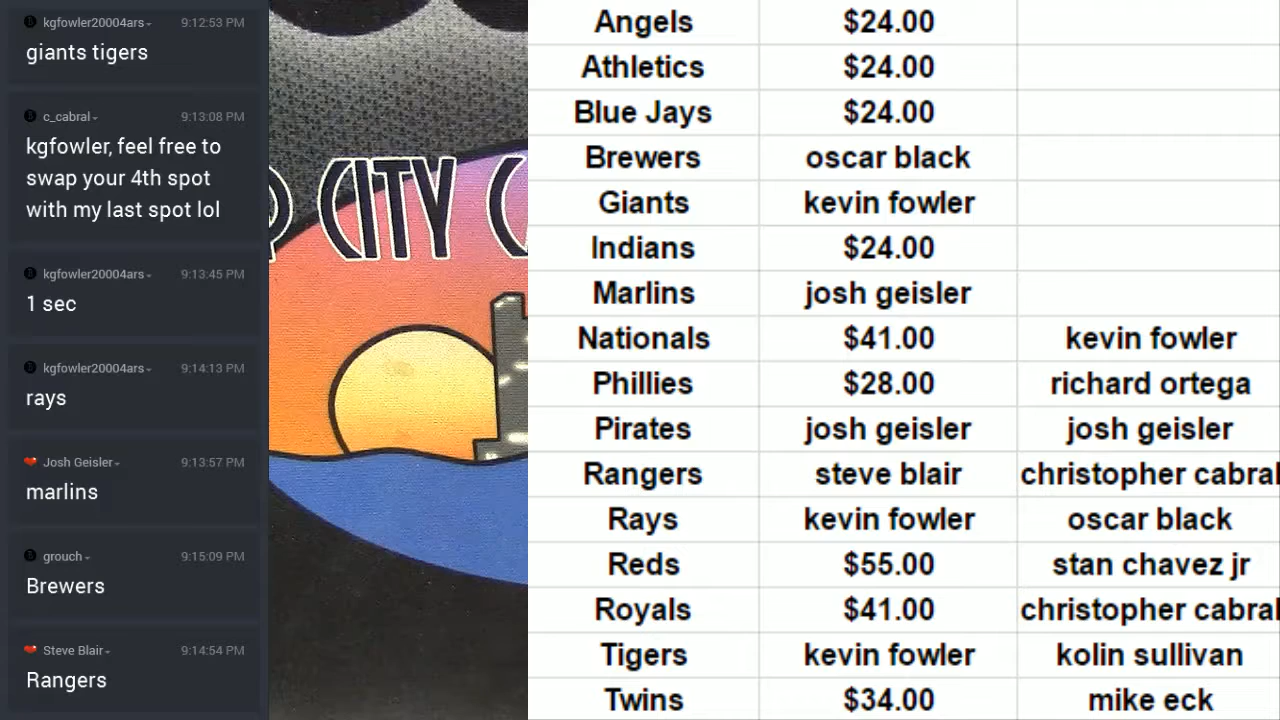 kgfowler20004ars 9:12:53 PM
giants tigers
c_cabral 9:13:08 PM
kgfowler, feel free to
swap your 4th spot
with my last spot lol
kgfowler20004ars 9:13:45 PM
1 sec
kgfowler20004ars 9:14:13 PM
rays
Josh Geisler 9:13:57 PM
marlins
grouch 9:15:09 PM
Brewers
Steve Blair 9:14:54 PM
Rangers
CITY
Angels $24.00
Athletics $24.00
Blue Jays $24.00
Brewers oscar black
Giants kevin fowler
Indians $24.00
Marlins josh geisler
Nationals $41.00 kevin fowler
Phillies $28.00 richard ortega
Pirates josh geisler josh geisler
Rangers steve blair christopher cabral
Rays kevin fowler oscar black
Reds $55.00 stan chavez jr
Royals $41.00 christopher cabral
Tigers kevin fowler kolin sullivan
Twins $34.00 mike eck